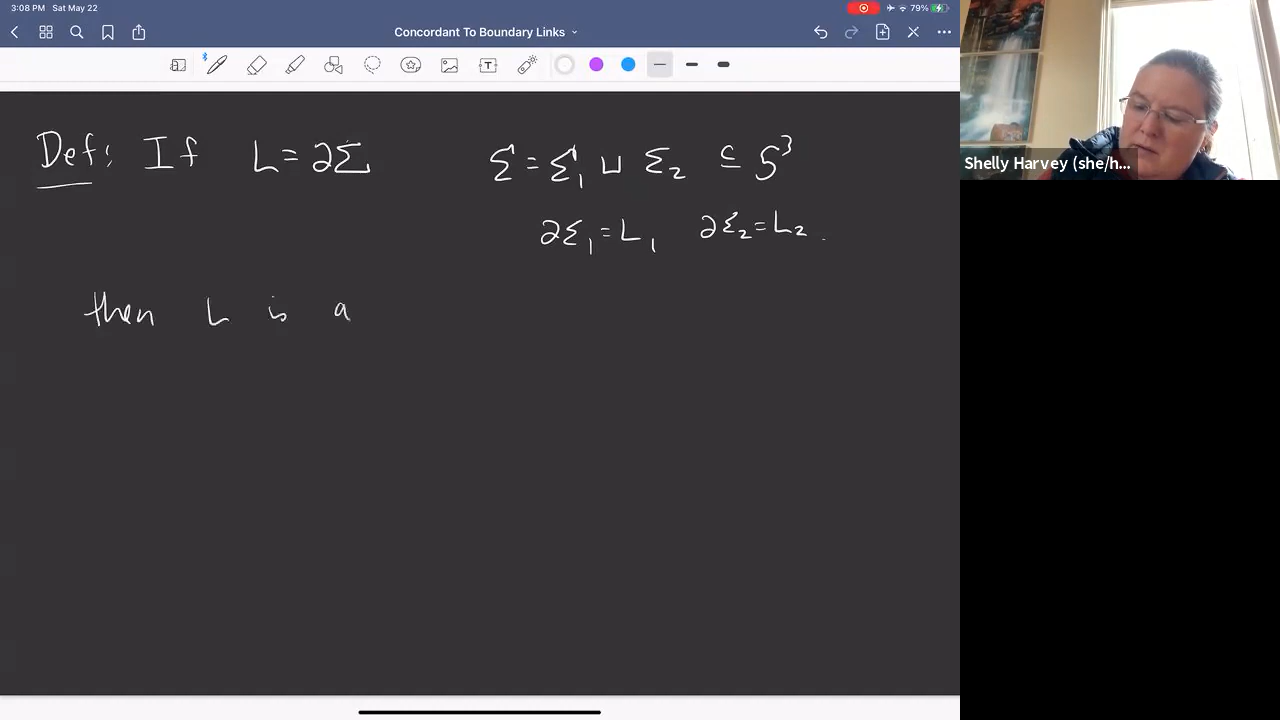 3:08 PM Sat May 22
79%
Concordant To Boundary Links
T
Def: If L = ∂Σ Σ = Σ₁ ⊔ Σ₂ ⊆ S³
∂Σ₁ = L₁ ∂Σ₂ = L₂.
then L is a
Shelly Harvey (she/h...